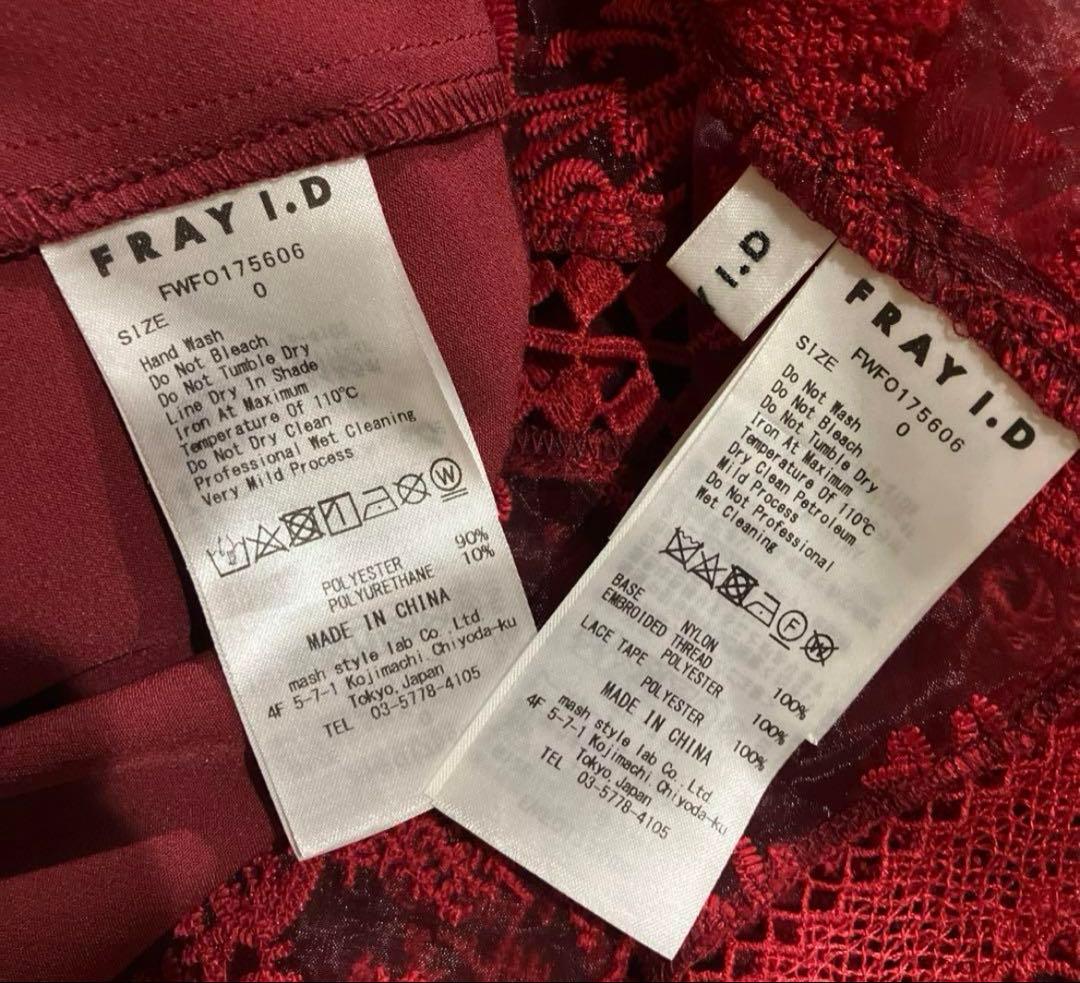 FRAY I.D
FWFO175606
SIZE 0
Hand Wash
Do Not Bleach
Do Not Tumble Dry
Line Dry In Shade
Iron At Maximum
Temperature Of 110℃
Do Not Dry Clean
Professional Wet Cleaning
Very Mild Process
W
POLYESTER 90%
POLYURETHANE 10%
MADE IN CHINA
mash style lab Co., Ltd.
4F 5-7-1 Kojimachi, Chiyoda-ku
Tokyo, Japan
TEL 03-5778-4105
I.D
FRAY I.D
FWFO175606
SIZE 0
Do Not Wash
Do Not Bleach
Do Not Tumble Dry
Iron At Maximum
Temperature Of 110℃
Dry Clean Petroleum,
Mild Process
Do Not Professional
Wet Cleaning
F W
BASE
NYLON 100%
EMBROIDED THREAD
POLYESTER 100%
LACE TAPE
POLYESTER 100%
MADE IN CHINA
mash style lab Co., Ltd.
4F 5-7-1 Kojimachi, Chiyoda-ku
Tokyo, Japan
TEL 03-5778-4105